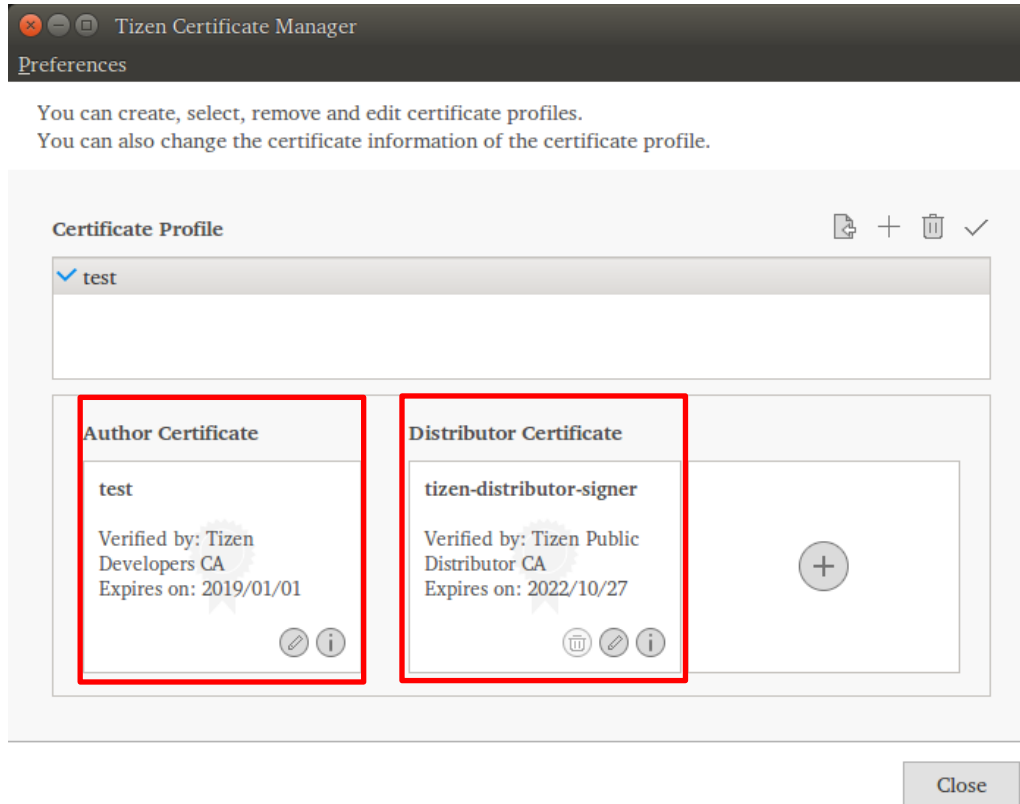 Tizen Certificate Manager
Preferences
You can create, select, remove and edit certificate profiles.
You can also change the certificate information of the certificate profile.
Certificate Profile
test
Author Certificate
test
Verified by: Tizen
Developers CA
Expires on: 2019/01/01
Distributor Certificate
tizen-distributor-signer
Verified by: Tizen Public
Distributor CA
Expires on: 2022/10/27
Close